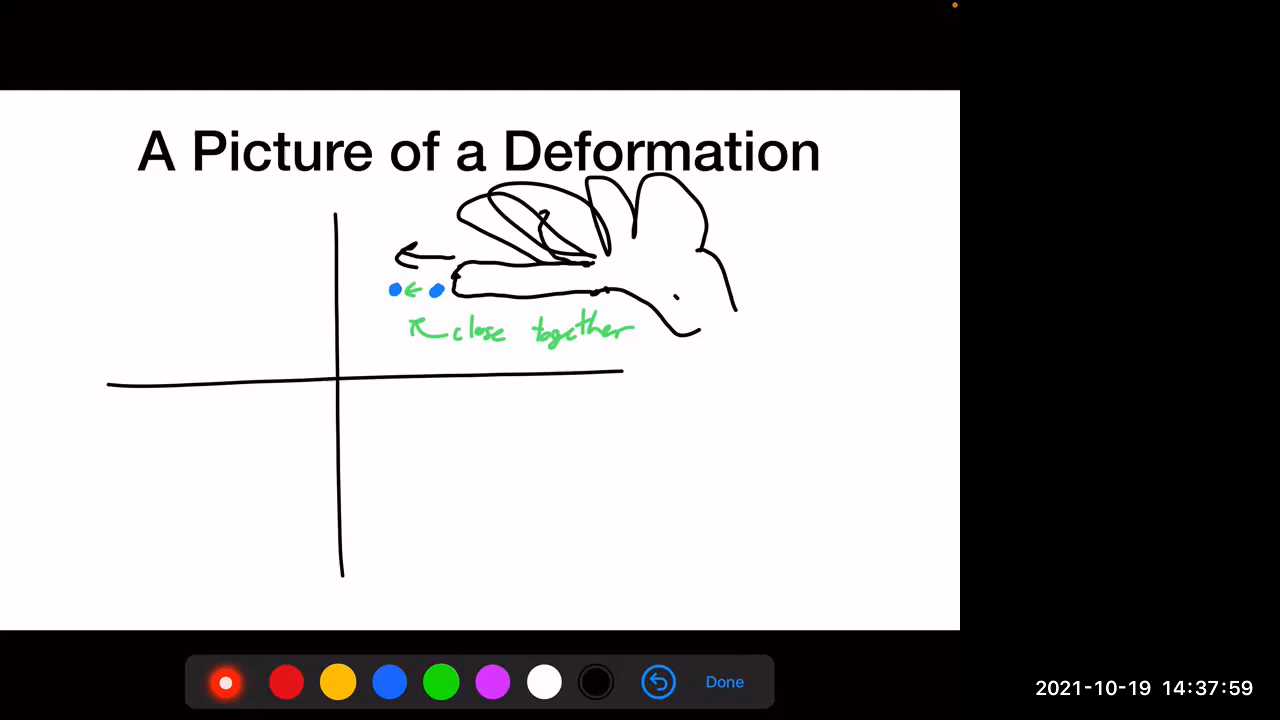 A Picture of a Deformation
close together
Done
2021-10-19 14:37:59